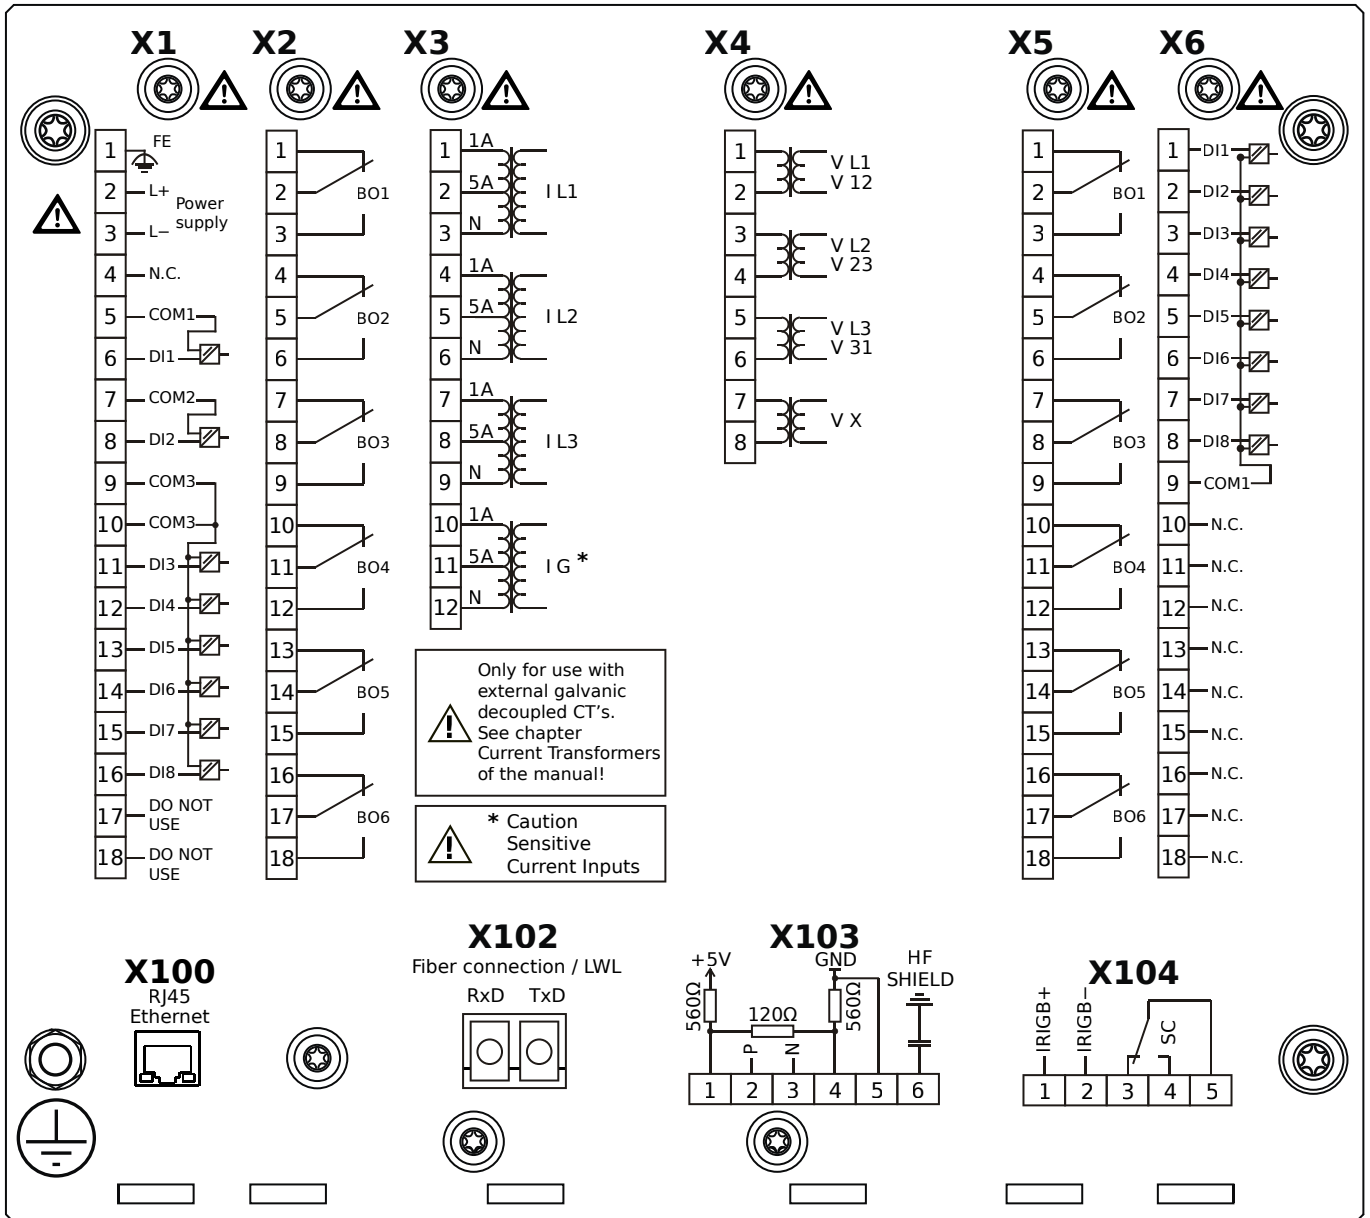 X1
X2
X3
X4
X5
X6
1 FE
2 L+
Power
supply
3 L−
4 N.C.
5 COM1
6 DI1
7 COM2
8 DI2
9 COM3
10 COM3
11 DI3
12 DI4
13 DI5
14 DI6
15 DI7
16 DI8
17 DO NOT
USE
18 DO NOT
USE
1
2 BO1
3
4
5 BO2
6
7
8 BO3
9
10
11 BO4
12
13
14 BO5
15
16
17 BO6
18
1 1A
2 5A I L1
3 N
4 1A
5 5A I L2
6 N
7 1A
8 5A I L3
9 N
10 1A
11 5A I G *
12 N
Only for use with
external galvanic
decoupled CT's.
See chapter
Current Transformers
of the manual!
* Caution
Sensitive
Current Inputs
1 V L1
2 V 12
3 V L2
4 V 23
5 V L3
6 V 31
7 V X
8
1
2 BO1
3
4
5 BO2
6
7
8 BO3
9
10
11 BO4
12
13
14 BO5
15
16
17 BO6
18
1 DI1
2 DI2
3 DI3
4 DI4
5 DI5
6 DI6
7 DI7
8 DI8
9 COM1
10 N.C.
11 N.C.
12 N.C.
13 N.C.
14 N.C.
15 N.C.
16 N.C.
17 N.C.
18 N.C.
X100
RJ45
Ethernet
X102
Fiber connection / LWL
RxD TxD
X103
+5V GND HF
SHIELD
560Ω 120Ω 560Ω
P N
1 2 3 4 5 6
X104
IRIGB+ IRIGB− SC
1 2 3 4 5